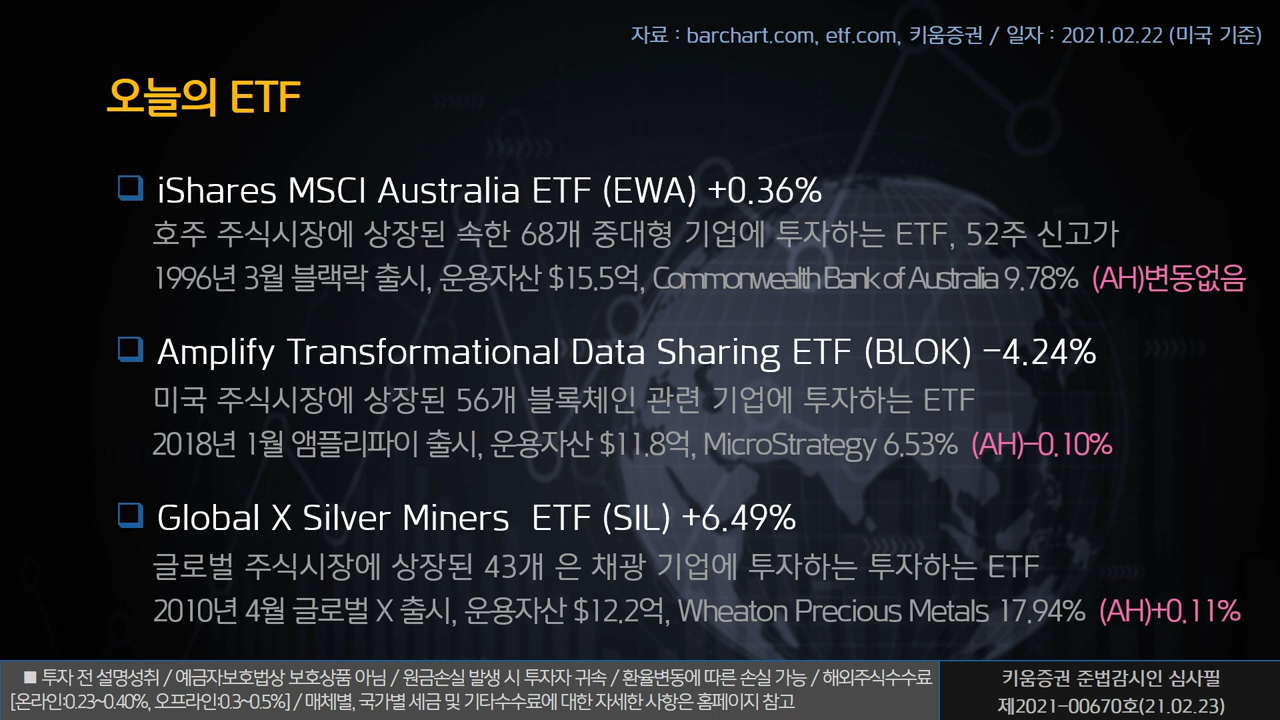 자료 : barchart.com, etf.com, 키움증권 / 일자 : 2021.02.22 (미국 기준)
오늘의 ETF
❑ iShares MSCI Australia ETF (EWA) +0.36%
호주 주식시장에 상장된 속한 68개 중대형 기업에 투자하는 ETF, 52주 신고가
1996년 3월 블랙락 출시, 운용자산 $15.5억, Commonwealth Bank of Australia 9.78% (AH)변동없음
❑ Amplify Transformational Data Sharing ETF (BLOK) -4.24%
미국 주식시장에 상장된 56개 블록체인 관련 기업에 투자하는 ETF
2018년 1월 앰플리파이 출시, 운용자산 $11.8억, MicroStrategy 6.53% (AH)-0.10%
❑ Global X Silver Miners ETF (SIL) +6.49%
글로벌 주식시장에 상장된 43개 은 채광 기업에 투자하는 투자하는 ETF
2010년 4월 글로벌 X 출시, 운용자산 $12.2억, Wheaton Precious Metals 17.94% (AH)+0.11%
■ 투자 전 설명성취 / 예금자보호법상 보호상품 아님 / 원금손실 발생 시 투자자 귀속 / 환율변동에 따른 손실 가능 / 해외주식수수료
[온라인:0.23~0.40%, 오프라인:0.3~0.5%] / 매체별, 국가별 세금 및 기타수수료에 대한 자세한 사항은 홈페이지 참고
키움증권 준법감시인 심사필
제2021-00670호(21.02.23)